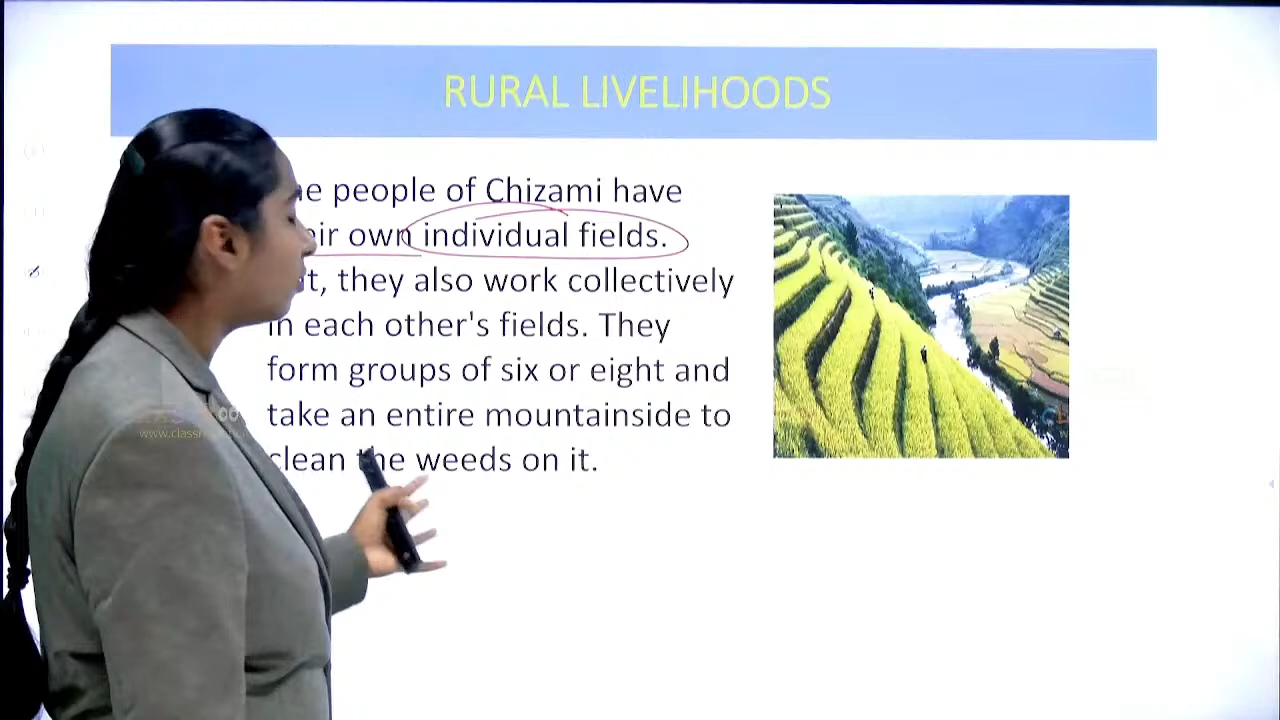 RURAL LIVELIHOODS
people of Chizami have
own individual fields.
they also work collectively
in each other's fields. They
form groups of six or eight and
take an entire mountainside to
clean the weeds on it.